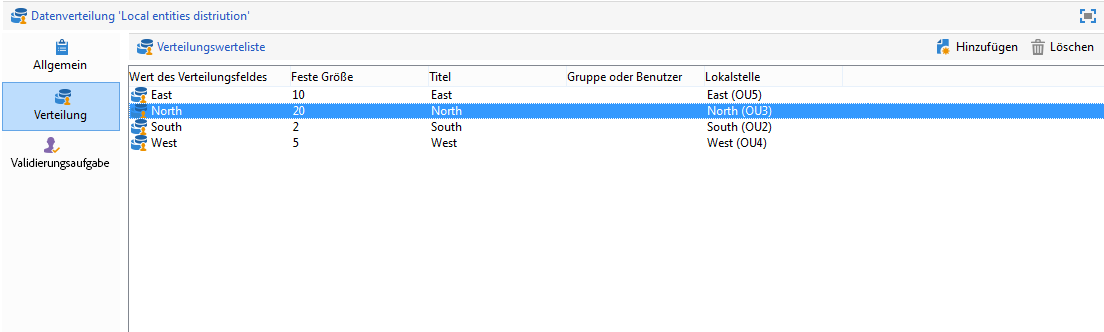 Datenverteilung 'Local entities distriution'
Allgemein
Verteilung
Validierungsaufgabe
Verteilungswerteliste Hinzufügen Löschen
Wert des Verteilungsfeldes Feste Größe Titel Gruppe oder Benutzer Lokalstelle
East 10 East East (OU5)
North 20 North North (OU3)
South 2 South South (OU2)
West 5 West West (OU4)